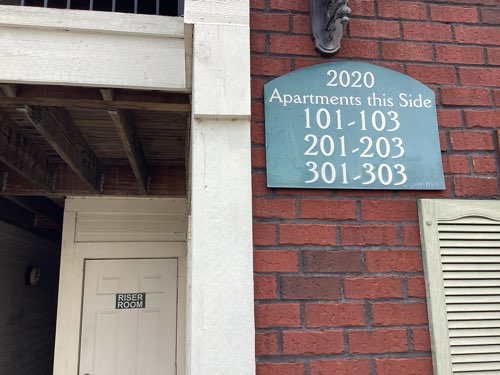 2020
Apartments this Side
101-103
201-203
301-303
RISER
ROOM